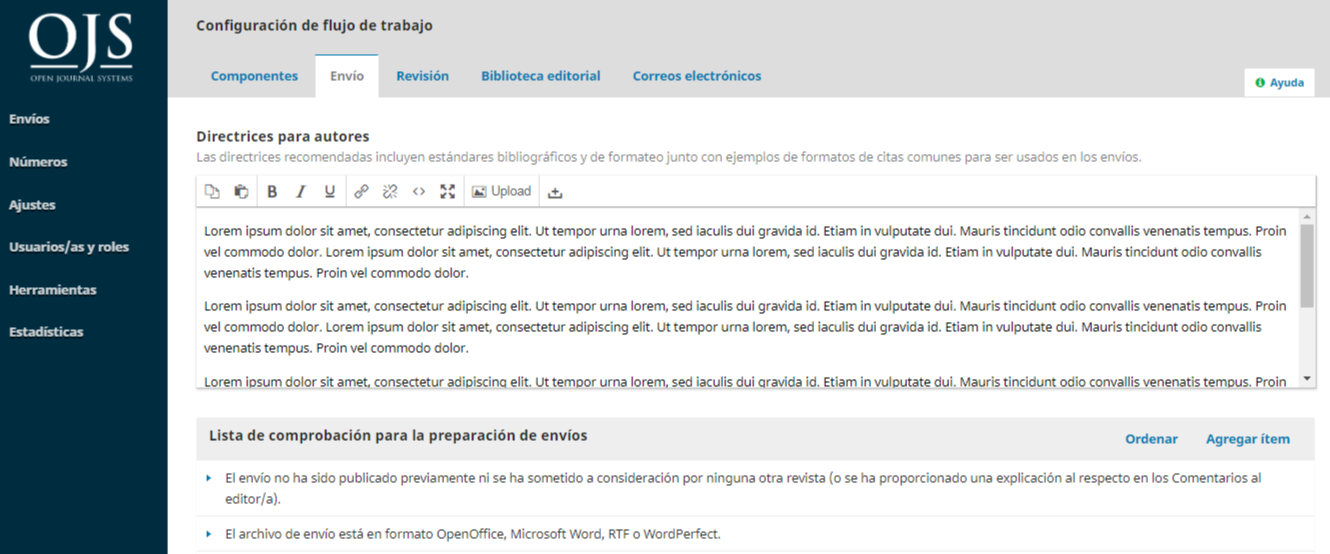 OJS
OPEN JOURNAL SYSTEMS
Envíos
Números
Ajustes
Usuarios/as y roles
Herramientas
Estadísticas
Configuración de flujo de trabajo
Componentes Envío Revisión Biblioteca editorial Correos electrónicos
Ayuda
Directrices para autores
Las directrices recomendadas incluyen estándares bibliográficos y de formateo junto con ejemplos de formatos de citas comunes para ser usados en los envíos.
B I U Upload
Lorem ipsum dolor sit amet, consectetur adipiscing elit. Ut tempor urna lorem, sed iaculis dui gravida id. Etiam in vulputate dui. Mauris tincidunt odio convallis venenatis tempus. Proin
vel commodo dolor. Lorem ipsum dolor sit amet, consectetur adipiscing elit. Ut tempor urna lorem, sed iaculis dui gravida id. Etiam in vulputate dui. Mauris tincidunt odio convallis
venenatis tempus. Proin vel commodo dolor.
Lorem ipsum dolor sit amet, consectetur adipiscing elit. Ut tempor urna lorem, sed iaculis dui gravida id. Etiam in vulputate dui. Mauris tincidunt odio convallis venenatis tempus. Proin
vel commodo dolor. Lorem ipsum dolor sit amet, consectetur adipiscing elit. Ut tempor urna lorem, sed iaculis dui gravida id. Etiam in vulputate dui. Mauris tincidunt odio convallis
venenatis tempus. Proin vel commodo dolor.
Lorem ipsum dolor sit amet, consectetur adipiscing elit. Ut tempor urna lorem, sed iaculis dui gravida id. Etiam in vulputate dui. Mauris tincidunt odio convallis venenatis tempus. Proin
Lista de comprobación para la preparación de envíos
Ordenar Agregar ítem
El envío no ha sido publicado previamente ni se ha sometido a consideración por ninguna otra revista (o se ha proporcionado una explicación al respecto en los Comentarios al
editor/a).
El archivo de envío está en formato OpenOffice, Microsoft Word, RTF o WordPerfect.